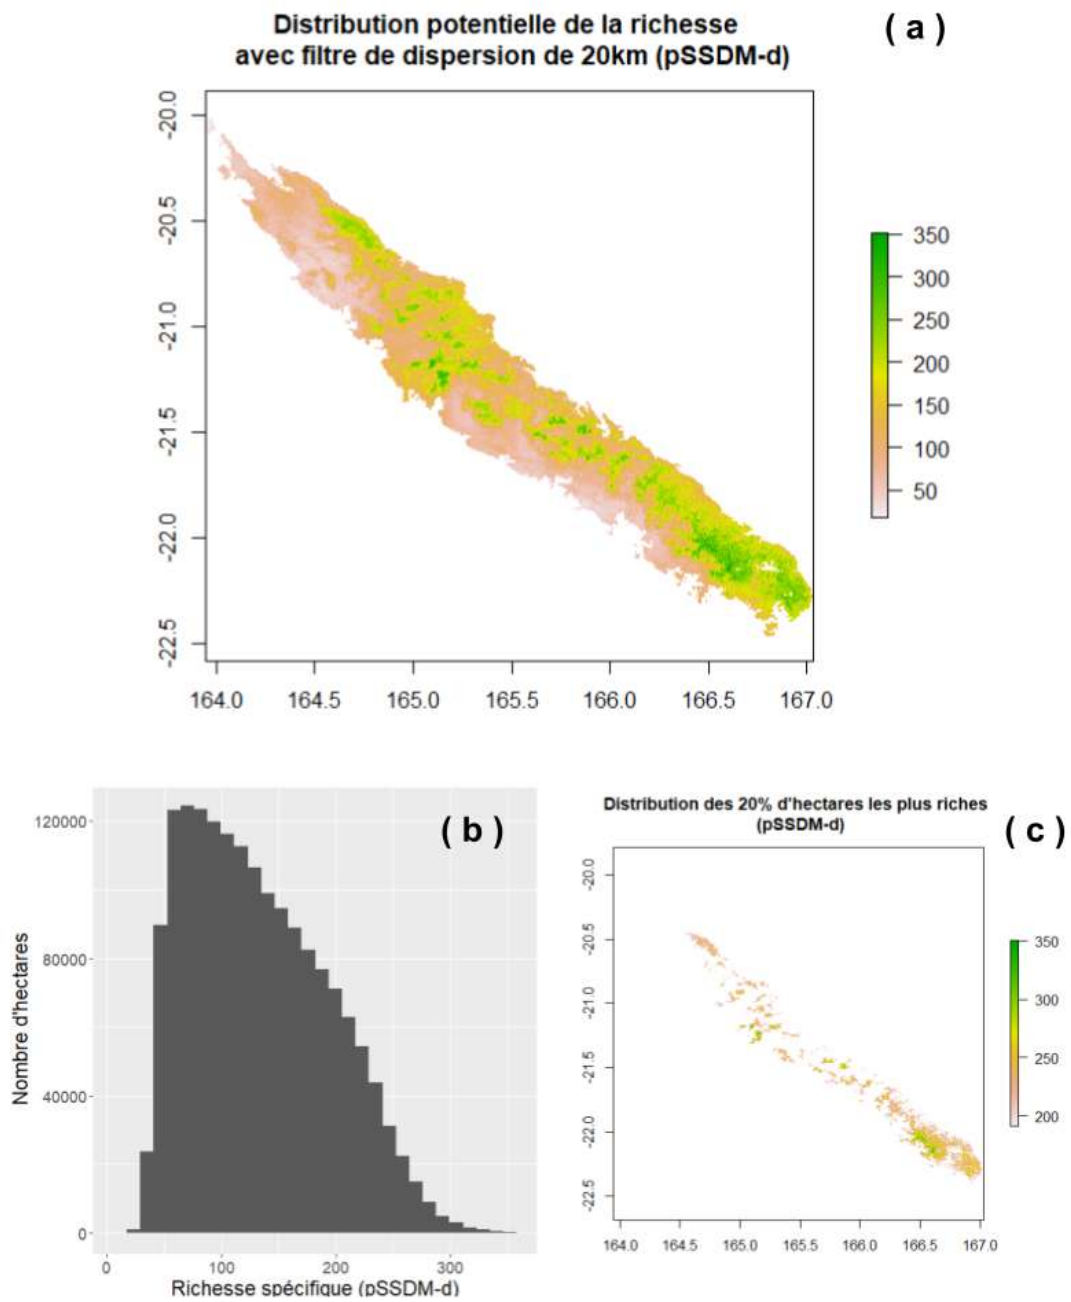 Distribution potentielle de la richesse
avec filtre de dispersion de 20km (pSSDM-d)
( a )
-20.0
-20.5
-21.0
-21.5
-22.0
-22.5
164.0 164.5 165.0 165.5 166.0 166.5 167.0
350
300
250
200
150
100
50
( b )
Nombre d'hectares
120000
80000
40000
0
0 100 200 300
Richesse spécifique (pSSDM-d)
Distribution des 20% d'hectares les plus riches
(pSSDM-d)
( c )
-20.0
-20.5
-21.0
-21.5
-22.0
-22.5
164.0 164.5 165.0 165.5 166.0 166.5 167.0
350
300
250
200